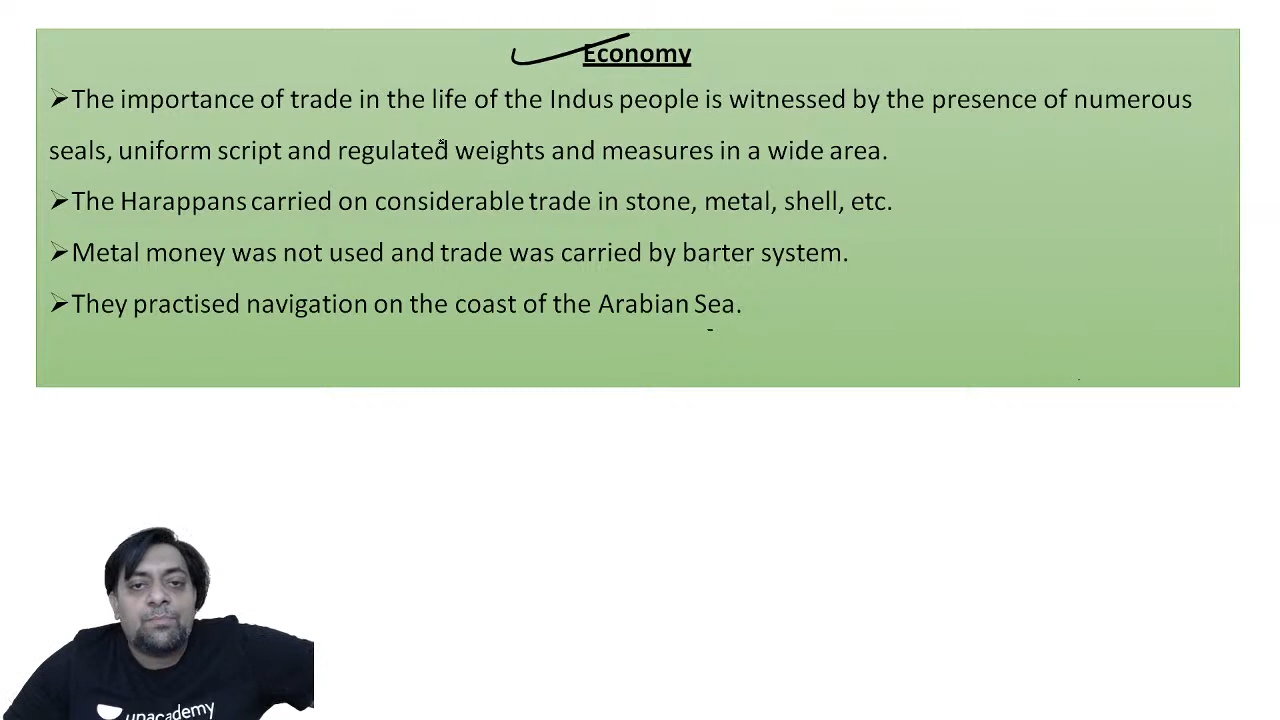 Economy
➢The importance of trade in the life of the Indus people is witnessed by the presence of numerous
seals, uniform script and regulated weights and measures in a wide area.
➢The Harappans carried on considerable trade in stone, metal, shell, etc.
➢Metal money was not used and trade was carried by barter system.
➢They practised navigation on the coast of the Arabian Sea.
unacademy